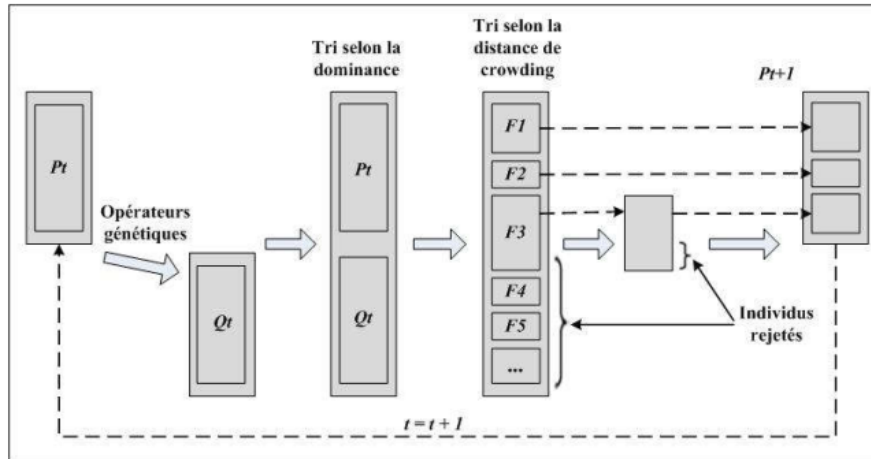 Tri selon la
dominance
Tri selon la
distance de
crowding
Pt+1
Pt
Opérateurs
génétiques
Qt
Pt
Qt
F1
F2
F3
F4
F5
...
Individus
rejetés
t = t + 1